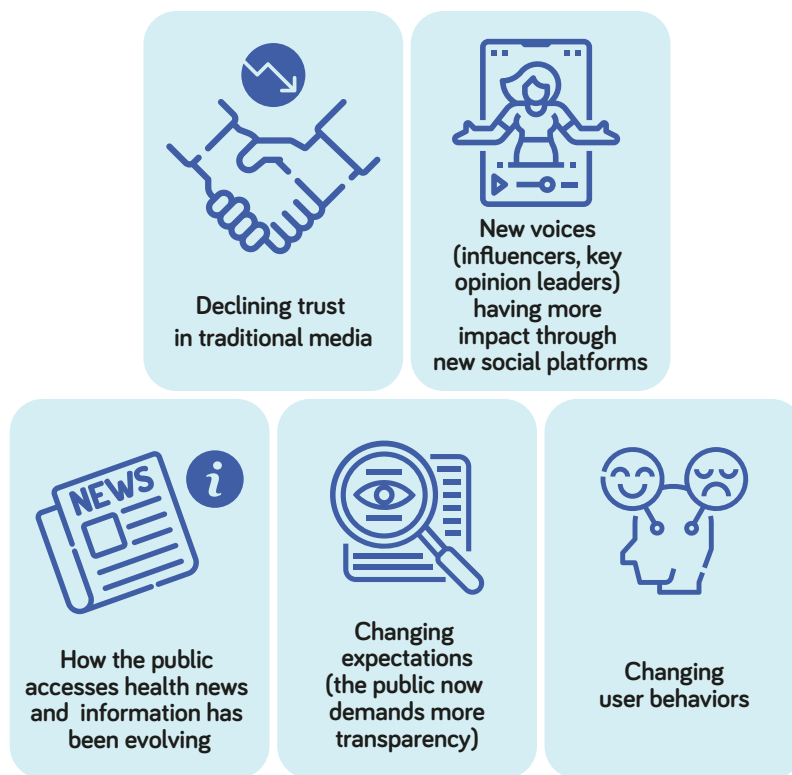 Declining trust
in traditional media
New voices
(influencers, key
opinion leaders)
having more
impact through
new social platforms
NEWS
i
How the public
accesses health news
and information has
been evolving
Changing
expectations
(the public now
demands more
transparency)
Changing
user behaviors